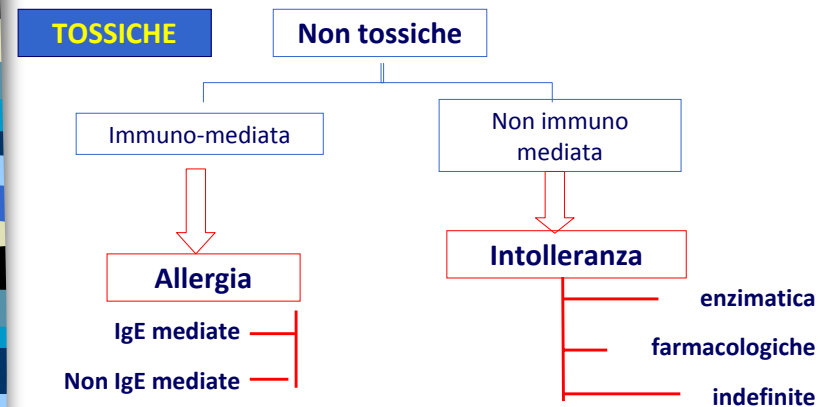 TOSSICHE
Non tossiche
Immuno-mediata
Non immuno
mediata
Allergia
Intolleranza
IgE mediate
Non IgE mediate
enzimatica
farmacologiche
indefinite